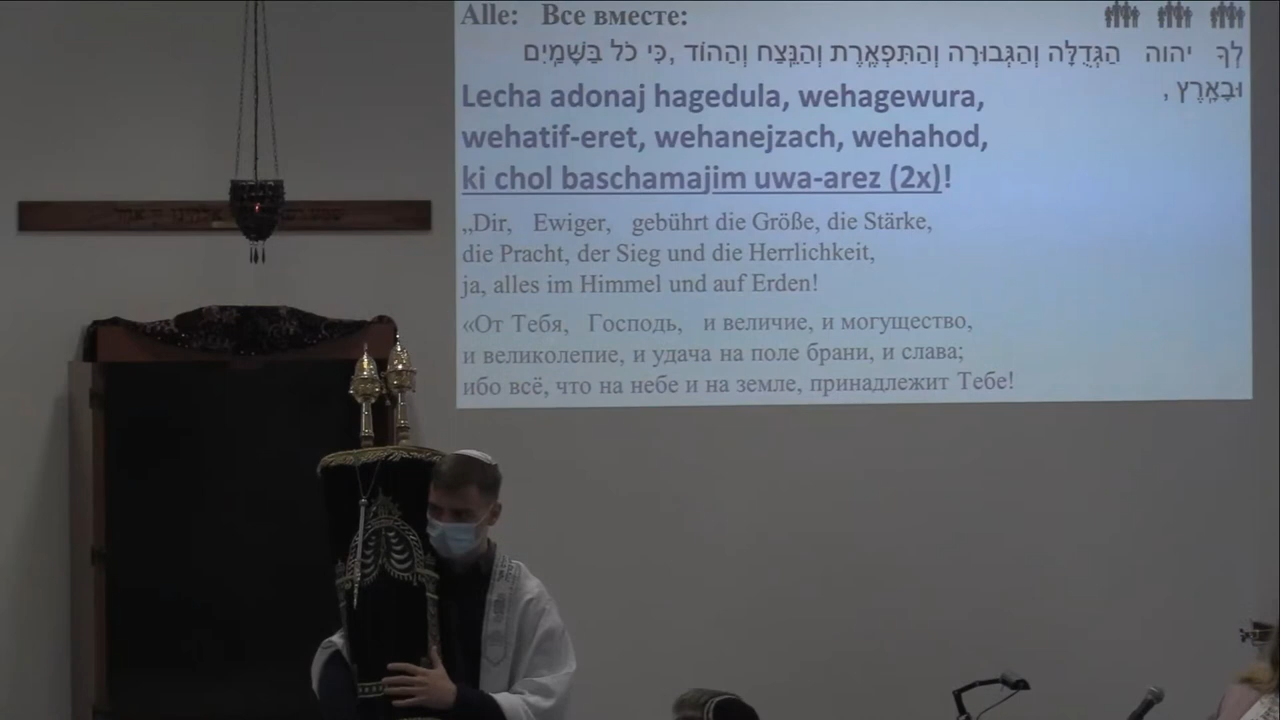 Alle: Все вместе:
לְךָ יהוה הַגְּדֻלָּה וְהַגְּבוּרָה וְהַתִּפְאֶֽרֶת וְהַנֵּֽצַח וְהַהוֹד ,כִּי כֹל בַּשָּׁמַֽיִם
וּבָאָֽרֶץ ,
Lecha adonaj hagedula, wehagewura,
wehatif-eret, wehanejzach, wehahod,
ki chol baschamajim uwa-arez (2x)!
„Dir, Ewiger, gebührt die Größe, die Stärke,
die Pracht, der Sieg und die Herrlichkeit,
ja, alles im Himmel und auf Erden!
«От Тебя, Господь, и величие, и могущество,
и великолепие, и удача на поле брани, и слава;
ибо всё, что на небе и на земле, принадлежит Тебе!